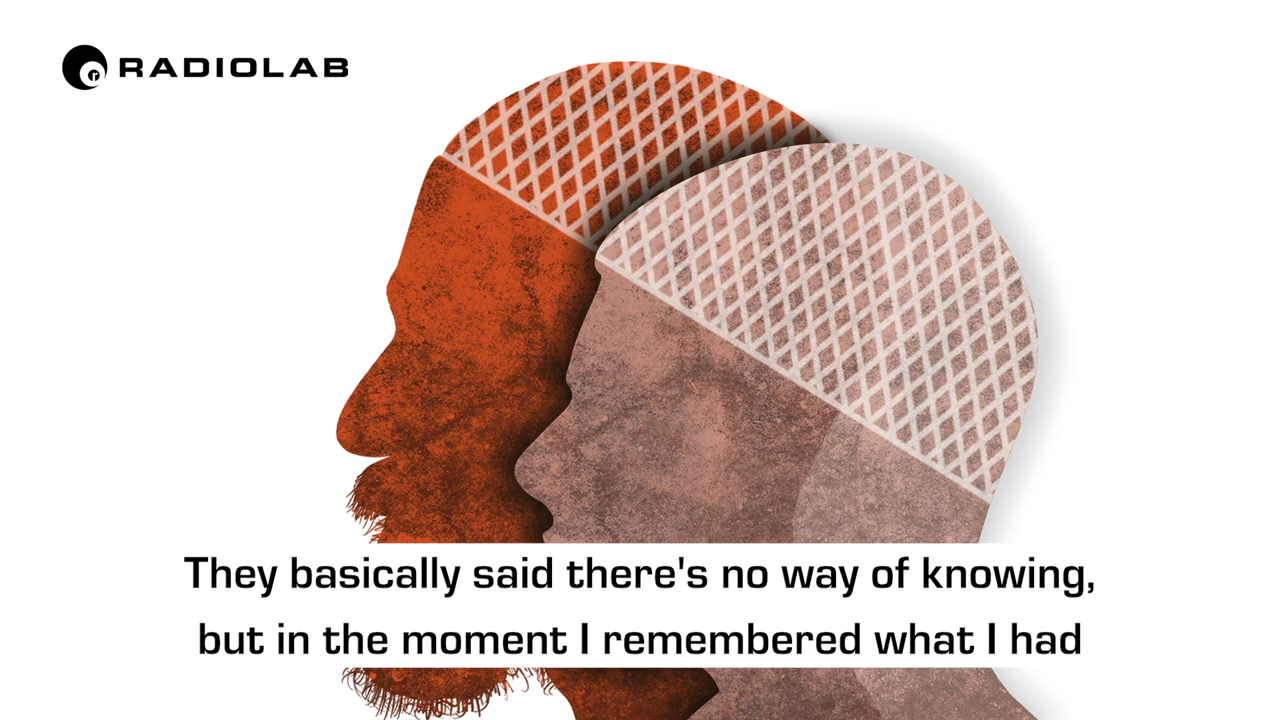 RADIOLAB
They basically said there's no way of knowing,
but in the moment I remembered what I had